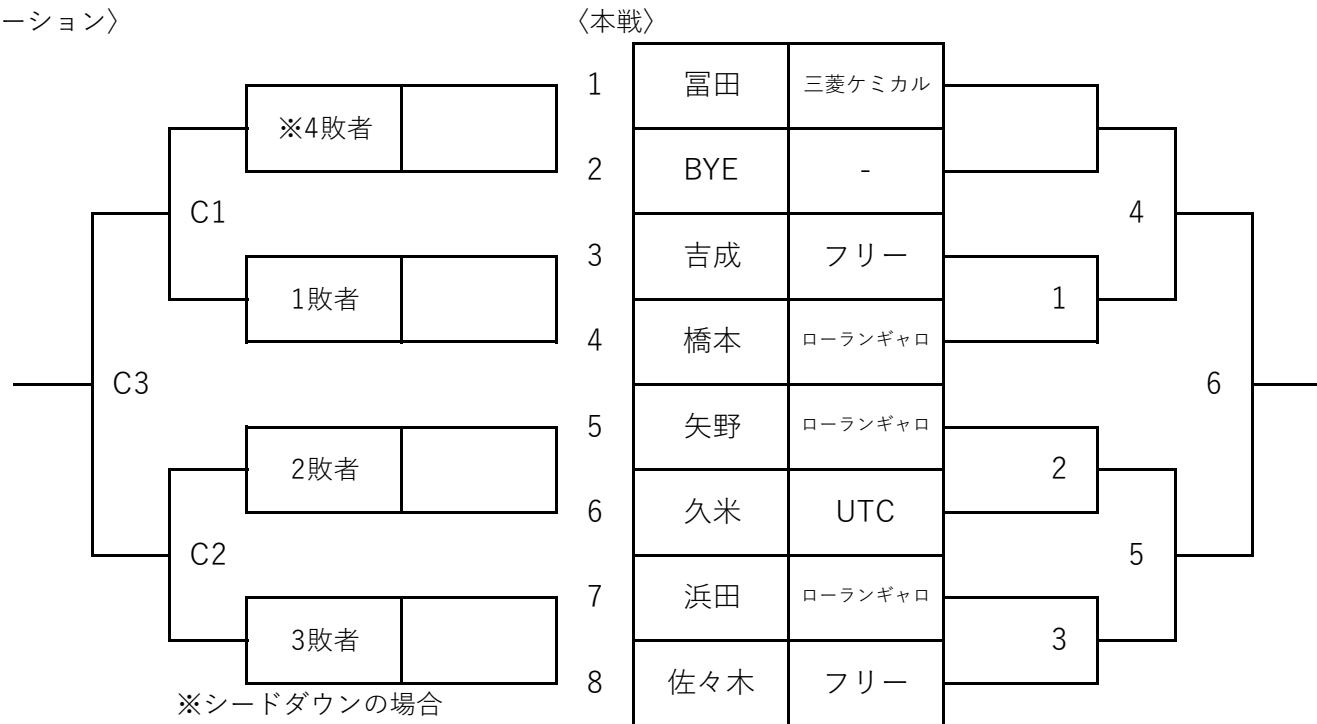 ーション〉
〈本戦〉
1 冨田 三菱ケミカル
※4敗者
2 BYE -
C1 4
3 吉成 フリー
1敗者 1
4 橋本 ローランギャロ
C3 6
5 矢野 ローランギャロ
2敗者 2
6 久米 UTC
C2 5
7 浜田 ローランギャロ
3敗者 3
8 佐々木 フリー
※シードダウンの場合